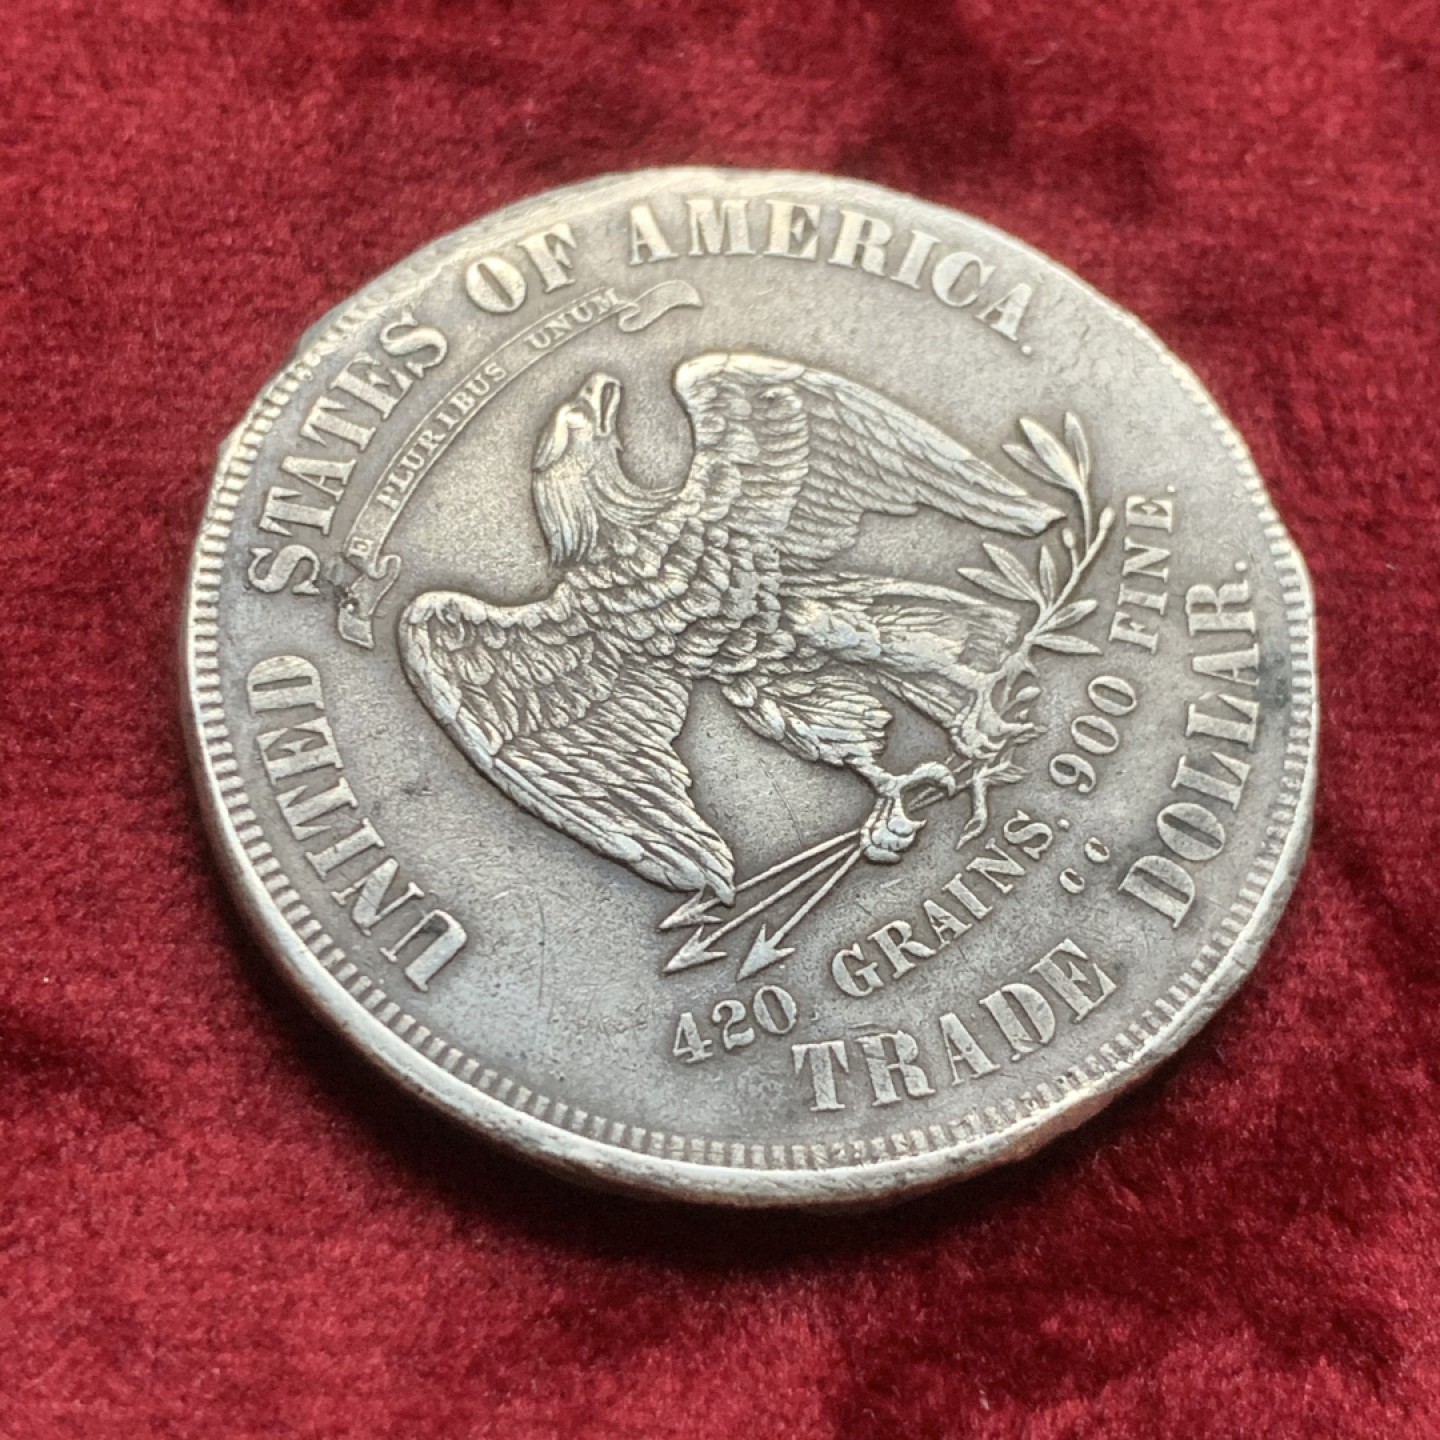 UNITED STATES OF AMERICA.
E PLURIBUS UNUM
420 GRAINS. 900 FINE.
CC
TRADE DOLLAR.